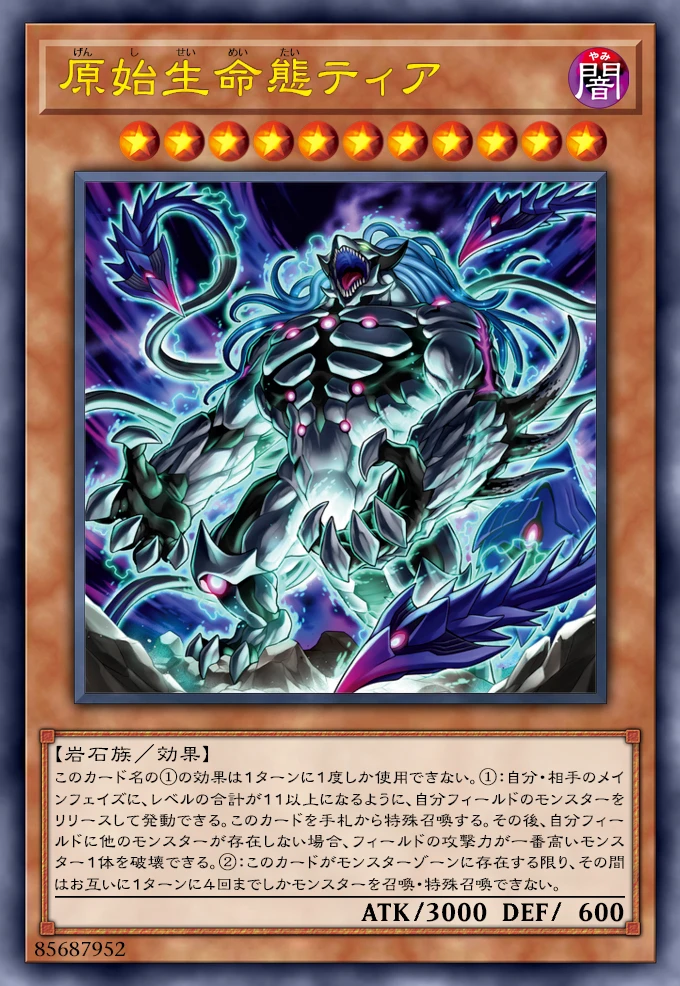 げんしせいめいたい
原始生命態ティア
やみ
闇
【岩石族／効果】
このカード名の①の効果は1ターンに1度しか使用できない。①：自分・相手のメイ
ンフェイズに、レベルの合計が11以上になるように、自分フィールドのモンスターを
リリースして発動できる。このカードを手札から特殊召喚する。その後、自分フィー
ルドに他のモンスターが存在しない場合、フィールドの攻撃力が一番高いモンス
ター1体を破壊できる。②：このカードがモンスターゾーンに存在する限り、その間
はお互いに1ターンに4回までしかモンスターを召喚・特殊召喚できない。
ATK/3000 DEF/ 600
85687952